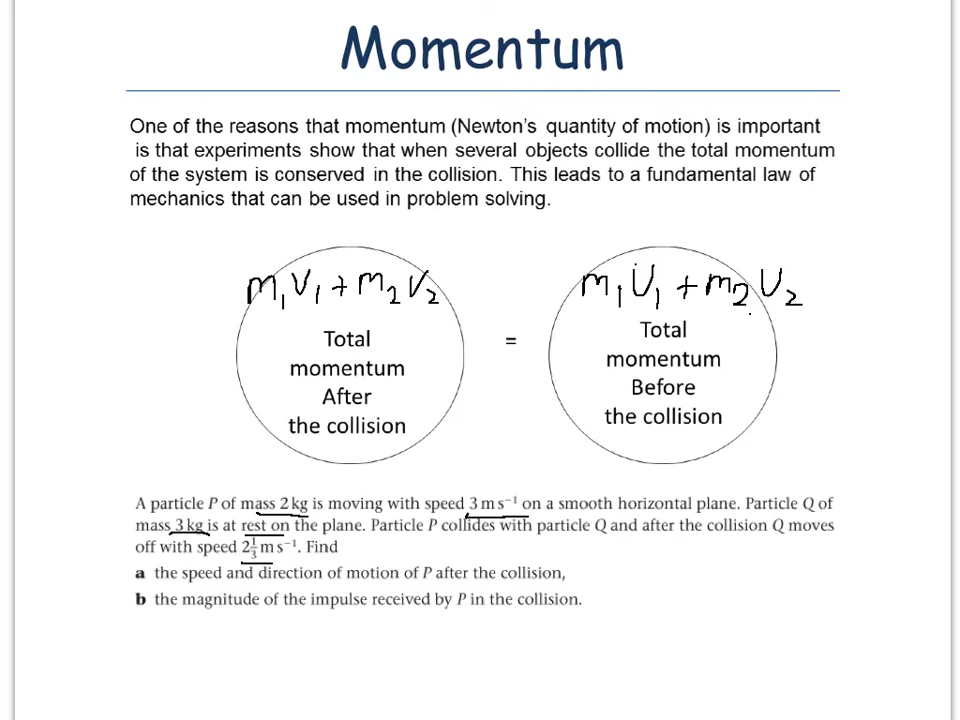 Momentum
One of the reasons that momentum (Newton's quantity of motion) is important
is that experiments show that when several objects collide the total momentum
of the system is conserved in the collision. This leads to a fundamental law of
mechanics that can be used in problem solving.
m₁V₁ + m₂V₂
Total
momentum
After
the collision
=
m₁U₁ + m₂U₂
Total
momentum
Before
the collision
A particle P of mass 2 kg is moving with speed 3 m s⁻¹ on a smooth horizontal plane. Particle Q of
mass 3 kg is at rest on the plane. Particle P collides with particle Q and after the collision Q moves
off with speed 2⅓ m s⁻¹. Find
a the speed and direction of motion of P after the collision,
b the magnitude of the impulse received by P in the collision.